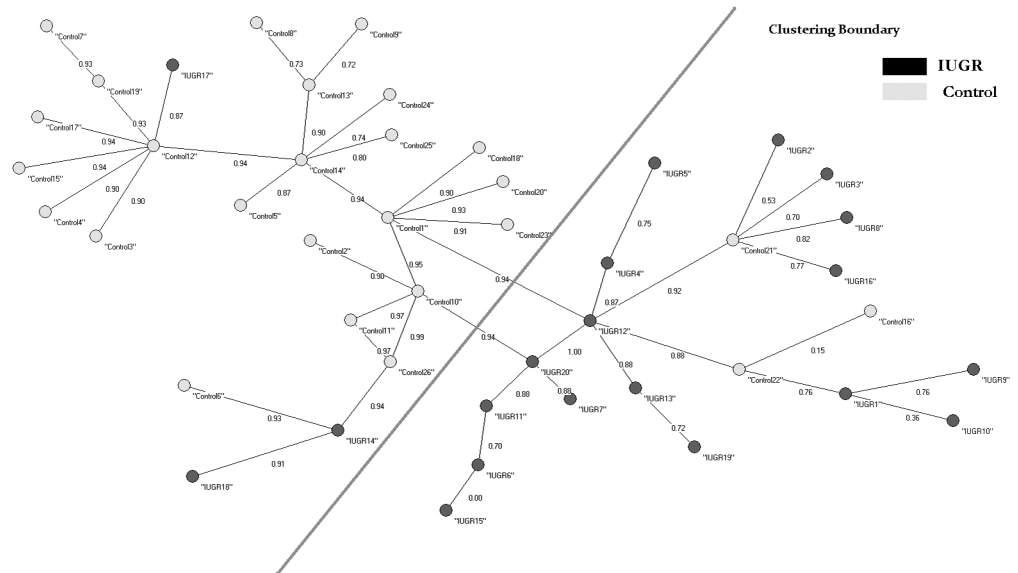 Clustering Boundary
IUGR
Control
"Control7"
0.93
"Control19"
"IUGR17"
0.87
"Control17"
0.93
0.94
"Control12"
"Control15"
0.94
"Control4"
0.90
"Control3"
0.90
0.94
"Control8"
"Control9"
0.73
0.72
"Control13"
0.90
"Control24"
0.74
"Control25"
0.80
"Control14"
0.87
"Control5"
0.94
"Control18"
0.90
"Control20"
0.93
"Control23"
0.91
"Control1"
"Control2"
0.90
0.95
"Control10"
0.97
"Control11"
0.97
0.99
"Control26"
0.94
0.94
"Control6"
0.93
"IUGR14"
0.91
"IUGR18"
0.94
"IUGR5"
0.75
"IUGR4"
0.87
"IUGR12"
0.92
"IUGR2"
0.53
"IUGR3"
0.70
"IUGR8"
0.82
"Control21"
0.77
"IUGR16"
"Control16"
0.15
0.88
"Control22"
0.76
"IUGR1"
0.76
"IUGR9"
0.36
"IUGR10"
1.00
"IUGR20"
0.88
"IUGR7"
0.88
"IUGR13"
0.72
"IUGR19"
0.88
"IUGR11"
0.70
"IUGR6"
0.00
"IUGR15"